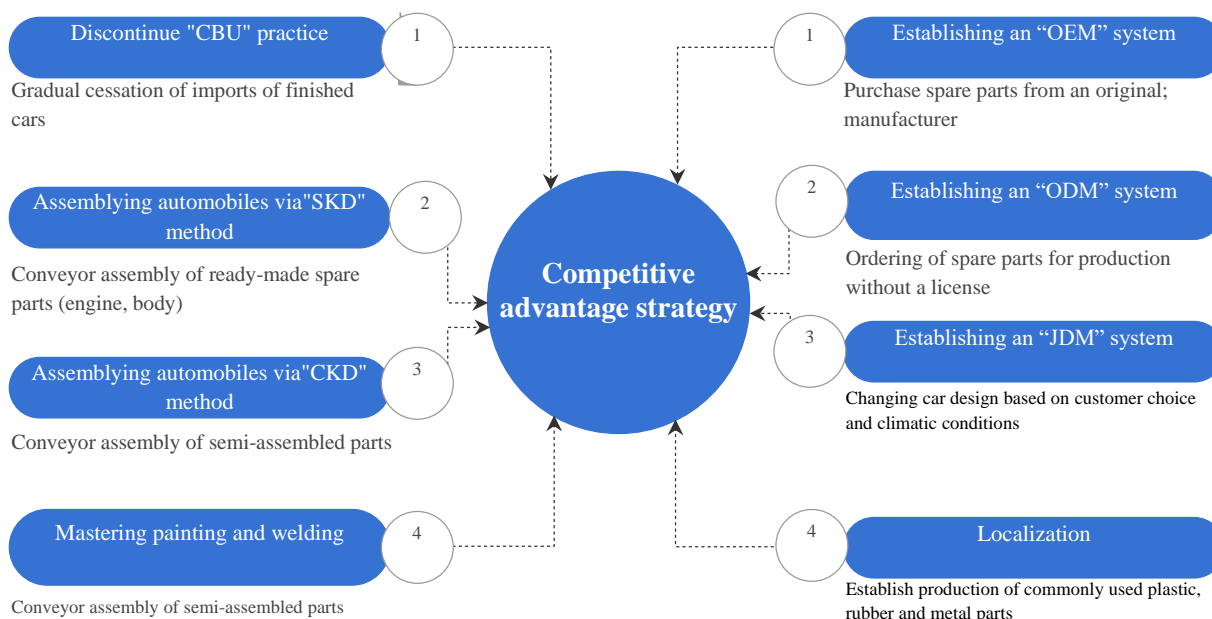 Discontinue "CBU" practice
1
Gradual cessation of imports of finished
cars
Assemblying automobiles via"SKD"
method
2
Conveyor assembly of ready-made spare
parts (engine, body)
Assemblying automobiles via"CKD"
method
3
Conveyor assembly of semi-assembled parts
Mastering painting and welding
4
Conveyor assembly of semi-assembled parts
Competitive
advantage strategy
1
Establishing an “OEM” system
Purchase spare parts from an original;
manufacturer
2
Establishing an “ODM” system
Ordering of spare parts for production
without a license
3
Establishing an “JDM” system
Changing car design based on customer choice
and climatic conditions
4
Localization
Establish production of commonly used plastic,
rubber and metal parts